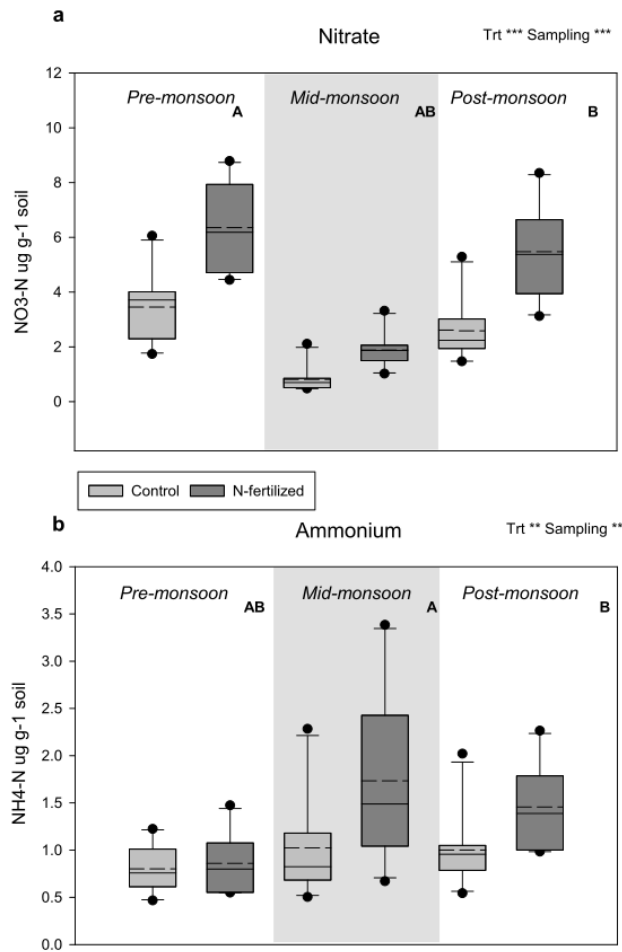 a
Nitrate
Trt *** Sampling ***
12
10
8
6
4
2
0
NO3-N ug g-1 soil
Pre-monsoon
A
Mid-monsoon
AB
Post-monsoon
B
Control
N-fertilized
b
Ammonium
Trt ** Sampling **
4.0
3.5
3.0
2.5
2.0
1.5
1.0
0.5
0.0
NH4-N ug g-1 soil
Pre-monsoon
AB
Mid-monsoon
A
Post-monsoon
B